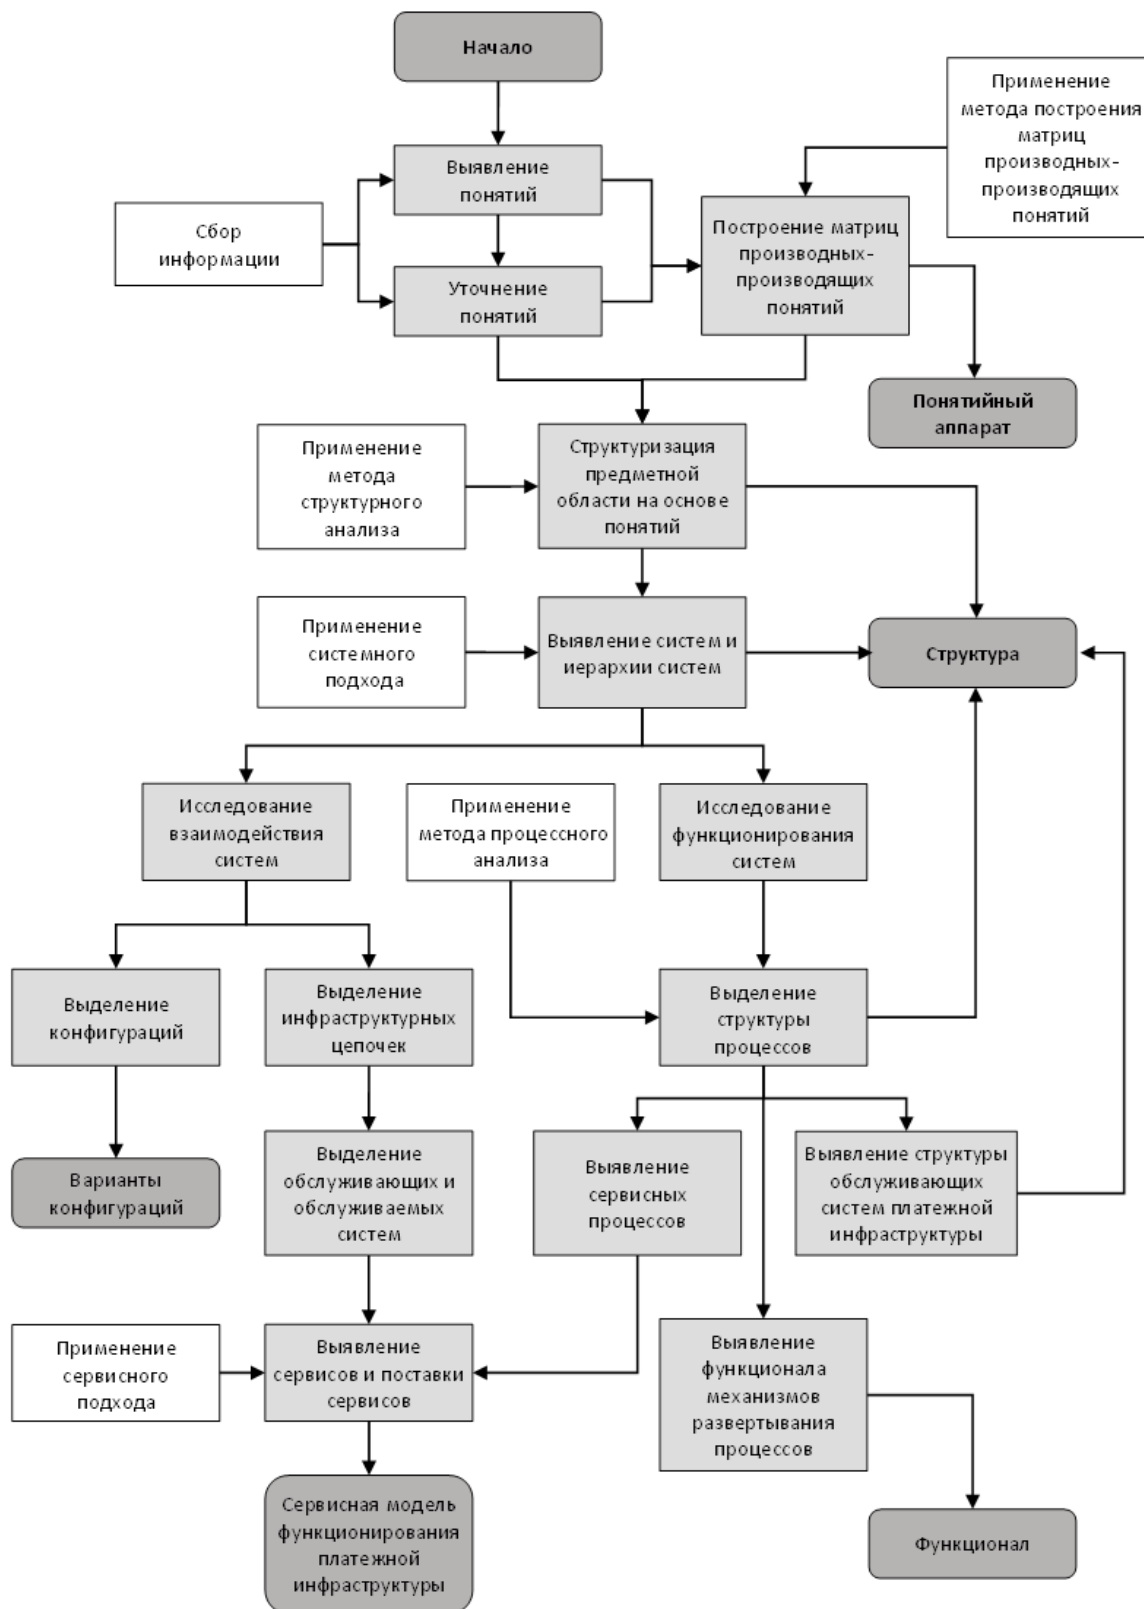 Начало
Применение
метода построения
матриц
производных-
производящих
понятий
Выявление
понятий
Сбор
информации
Построение матриц
производных-
производящих
понятий
Уточнение
понятий
Понятийный
аппарат
Применение
метода
структурного
анализа
Структуризация
предметной
области на основе
понятий
Применение
системного
подхода
Выявление систем и
иерархии систем
Структура
Исследование
взаимодействия
систем
Применение
метода процессного
анализа
Исследование
функционирования
систем
Выделение
конфигураций
Выделение
инфраструктурных
цепочек
Выделение
структуры
процессов
Варианты
конфигураций
Выделение
обслуживающих и
обслуживаемых
систем
Выявление
сервисных
процессов
Выявление структуры
обслуживающих
систем платежной
инфраструктуры
Применение
сервисного
подхода
Выявление
сервисов и поставки
сервисов
Выявление
функционала
механизмов
развертывания
процессов
Сервисная модель
функционирования
платежной
инфраструктуры
Функционал